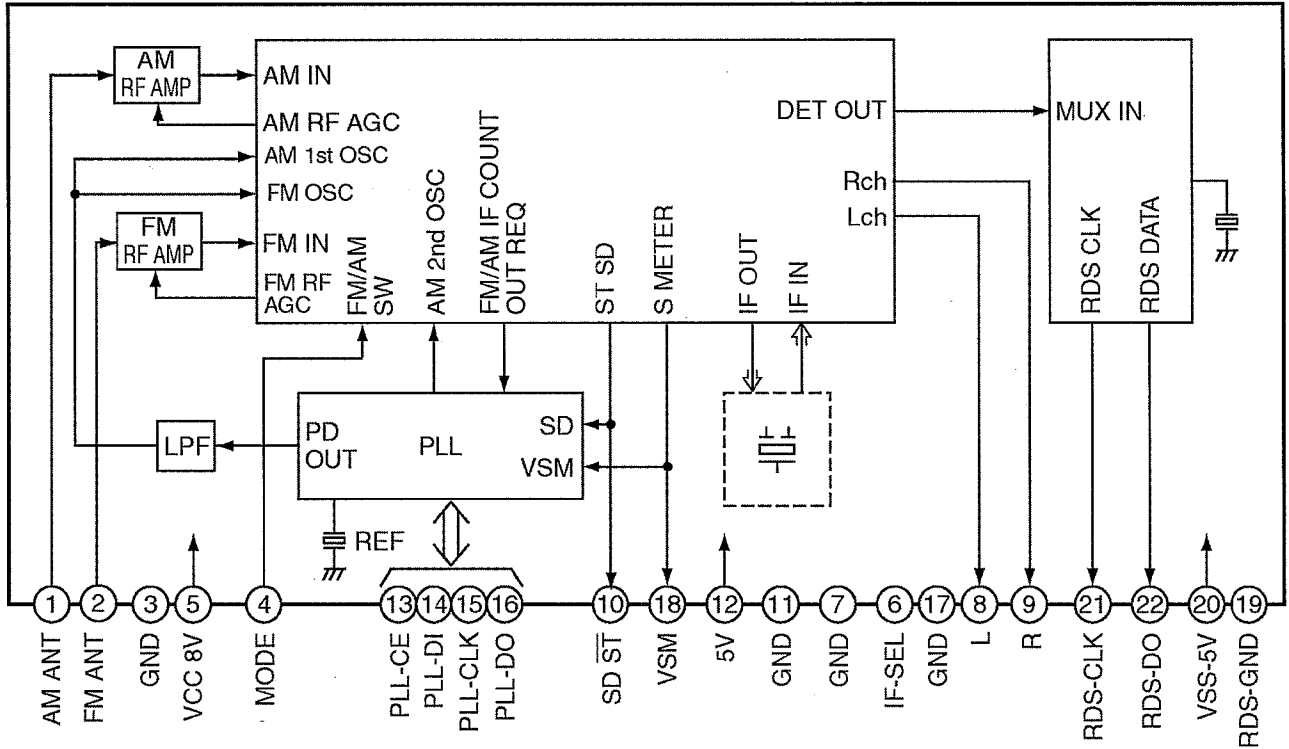 AM
RF AMP
AM IN
AM RF AGC
AM 1st OSC
FM OSC
FM
RF AMP
FM IN
FM RF
AGC
FM/AM
SW
AM 2nd OSC
FM/AM IF COUNT
OUT REQ
ST SD
S METER
IF OUT
IF IN
DET OUT
Rch
Lch
MUX IN
RDS CLK
RDS DATA
LPF
PD
OUT
PLL
SD
VSM
REF
1
2
3
5
4
13
14
15
16
10
18
12
11
7
6
17
8
9
21
22
20
19
AM ANT
FM ANT
GND
VCC 8V
MODE
PLL-CE
PLL-DI
PLL-CLK
PLL-DO
SD S̅T̅
VSM
5V
GND
GND
IF-SEL
GND
L
R
RDS-CLK
RDS-DO
VSS-5V
RDS-GND